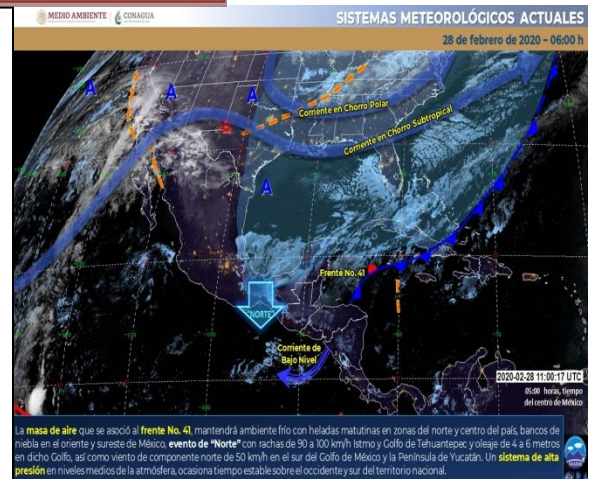 MEDIO AMBIENTE
CONAGUA
SISTEMAS METEOROLÓGICOS ACTUALES
28 de febrero de 2020 – 06:00 h
A
A
A
Corriente en Chorro Polar
B
Corriente en Chorro Subtropical
A
Frente No. 41
"NORTE"
Corriente de
Bajo Nivel
2020-02-28 11:00:17 UTC
05:00 horas, tiempo
del centro de México
La masa de aire que se asoció al frente No. 41, mantendrá ambiente frío con heladas matutinas en zonas del norte y centro del país, bancos de
niebla en el oriente y sureste de México, evento de "Norte" con rachas de 90 a 100 km/h Istmo y Golfo de Tehuantepec y oleaje de 4 a 6 metros
en dicho Golfo, así como viento de componente norte de 50 km/h en el sur del Golfo de México y la Península de Yucatán. Un sistema de alta
presión en niveles medios de la atmósfera, ocasiona tiempo estable sobre el occidente y sur del territorio nacional.